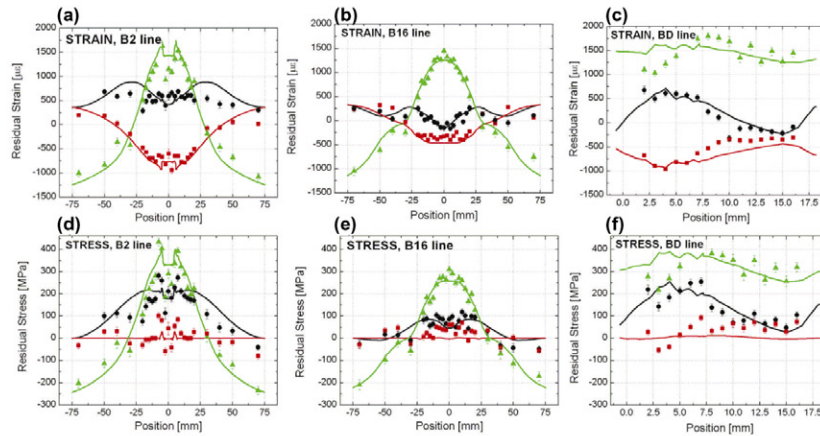 (a)
STRAIN, B2 line
Residual Strain [με]
2000
1500
1000
500
0
-500
-1000
-1500
-75 -50 -25 0 25 50 75
Position [mm]
(b)
STRAIN, B16 line
Residual Strain [με]
2000
1500
1000
500
0
-500
-1000
-1500
-75 -50 -25 0 25 50 75
Position [mm]
(c)
STRAIN, BD line
Residual Strain [με]
2000
1500
1000
500
0
-500
-1000
-1500
0.0 2.5 5.0 7.5 10.0 12.5 15.0 17.5
Position [mm]
(d)
STRESS, B2 line
Residual Stress [MPa]
400
300
200
100
0
-100
-200
-300
-75 -50 -25 0 25 50 75
Position [mm]
(e)
STRESS, B16 line
Residual Stress [MPa]
400
300
200
100
0
-100
-200
-300
-75 -50 -25 0 25 50 75
Position [mm]
(f)
STRESS, BD line
Residual Stress [MPa]
400
300
200
100
0
-100
-200
-300
0.0 2.5 5.0 7.5 10.0 12.5 15.0 17.5
Position [mm]